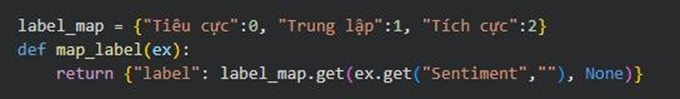 label_map = {"Tiêu cực":0, "Trung lập":1, "Tích cực":2}
def map_label(ex):
    return {"label": label_map.get(ex.get("Sentiment",""), None)}